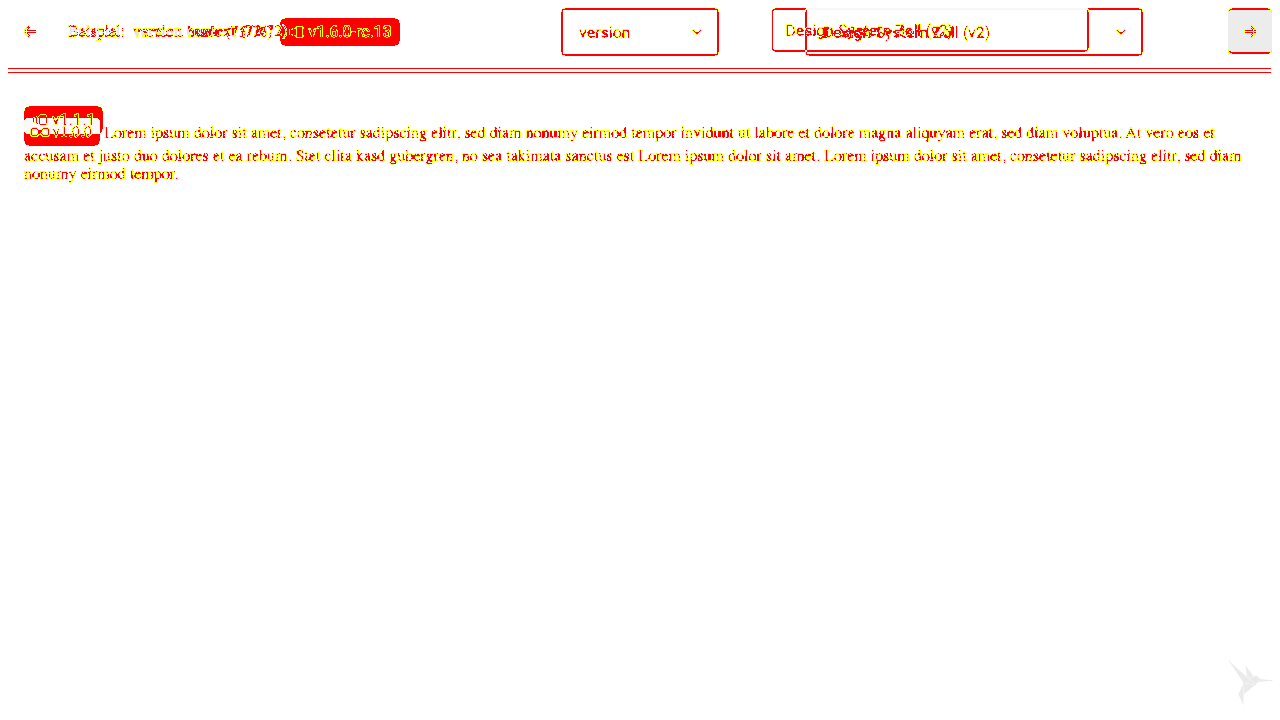 Beispiel: version v1.6.0-rc.13
version
Design System Zoll (v2)
v1.1.1
v1.0.0 Lorem ipsum dolor sit amet, consetetur sadipscing elitr, sed diam nonumy eirmod tempor invidunt ut labore et dolore magna aliquyam erat, sed diam voluptua. At vero eos et
accusam et justo duo dolores et ea rebum. Stet clita kasd gubergren, no sea takimata sanctus est Lorem ipsum dolor sit amet. Lorem ipsum dolor sit amet, consetetur sadipscing elitr, sed diam
nonumy eirmod tempor.